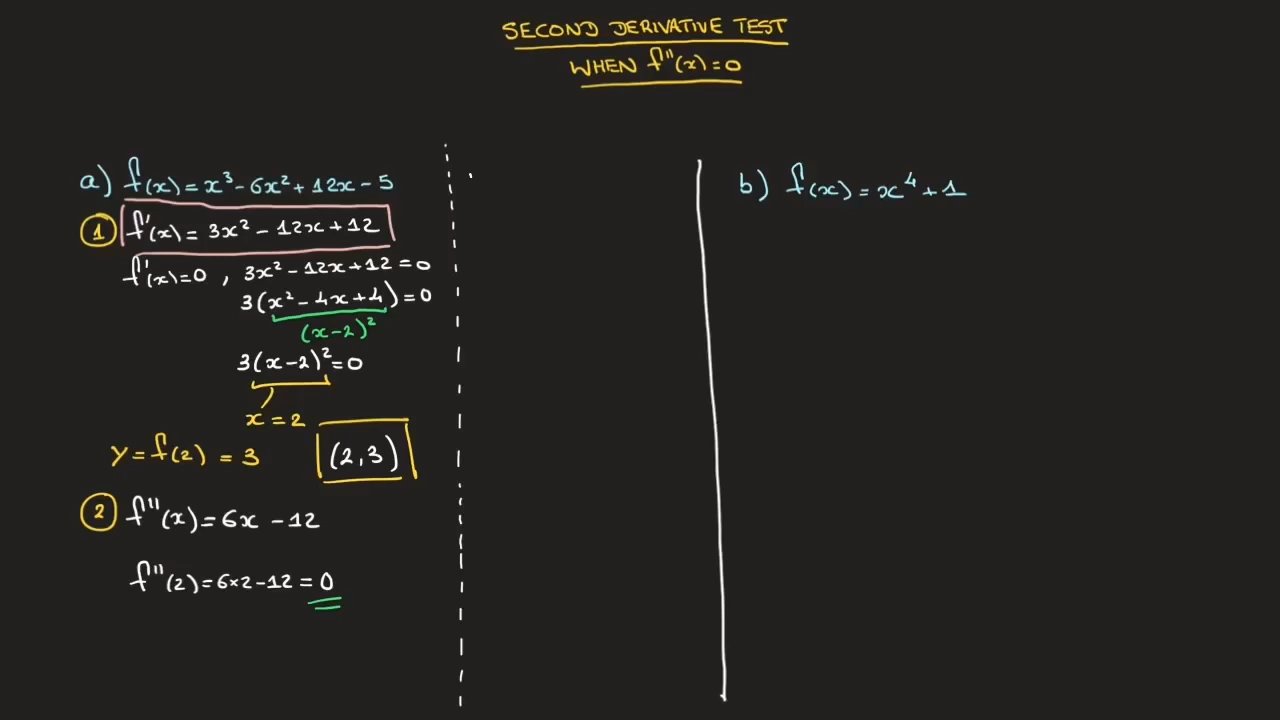 SECOND DERIVATIVE TEST
WHEN f''(x)=0
a) f(x) = x³ - 6x² + 12x - 5
1 f'(x) = 3x² - 12x + 12
f'(x)=0 , 3x² - 12x + 12 = 0
3(x² - 4x + 4) = 0
(x-2)²
3(x-2)² = 0
x = 2
y = f(2) = 3 (2,3)
2 f''(x) = 6x - 12
f''(2) = 6×2 - 12 = 0
b) f(x) = x⁴ + 1